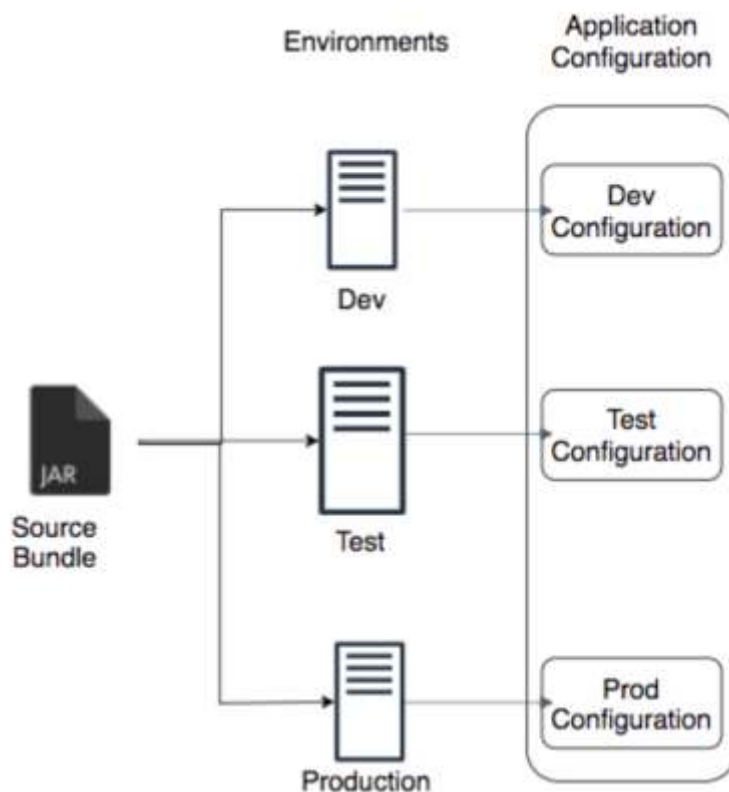 Environments
Application
Configuration
Dev
Configuration
Dev
Test
Configuration
JAR
Source
Bundle
Test
Prod
Configuration
Production